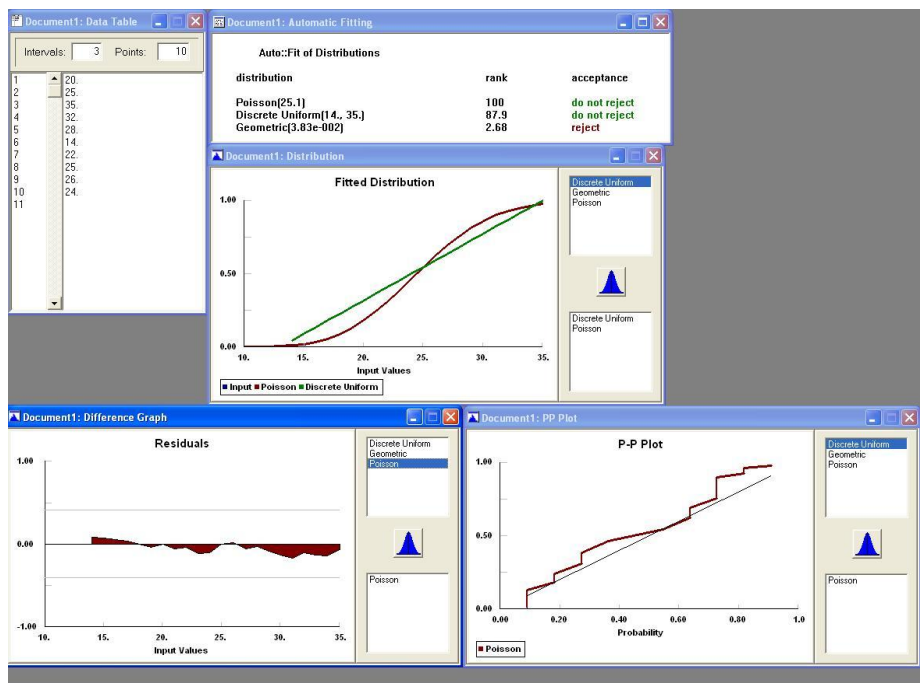 Document1: Data Table
Intervals: 3 Points: 10
1 20.
2 25.
3 35.
4 32.
5 28.
6 14.
7 22.
8 25.
9 26.
10 24.
11
Document1: Automatic Fitting
Auto::Fit of Distributions
distribution rank acceptance
Poisson(25.1) 100 do not reject
Discrete Uniform(14., 35.) 87.9 do not reject
Geometric(3.83e-002) 2.68 reject
Document1: Distribution
Fitted Distribution
1.00
0.50
0.00
10. 15. 20. 25. 30. 35.
Input Values
Input Poisson Discrete Uniform
Discrete Uniform
Geometric
Poisson
Discrete Uniform
Poisson
Document1: Difference Graph
Residuals
1.00
0.00
-1.00
10. 15. 20. 25. 30. 35.
Input Values
Discrete Uniform
Geometric
Poisson
Poisson
Document1: PP Plot
P-P Plot
1.00
0.50
0.00
0.00 0.20 0.40 0.60 0.80 1.0
Probability
Poisson
Discrete Uniform
Geometric
Poisson
Poisson